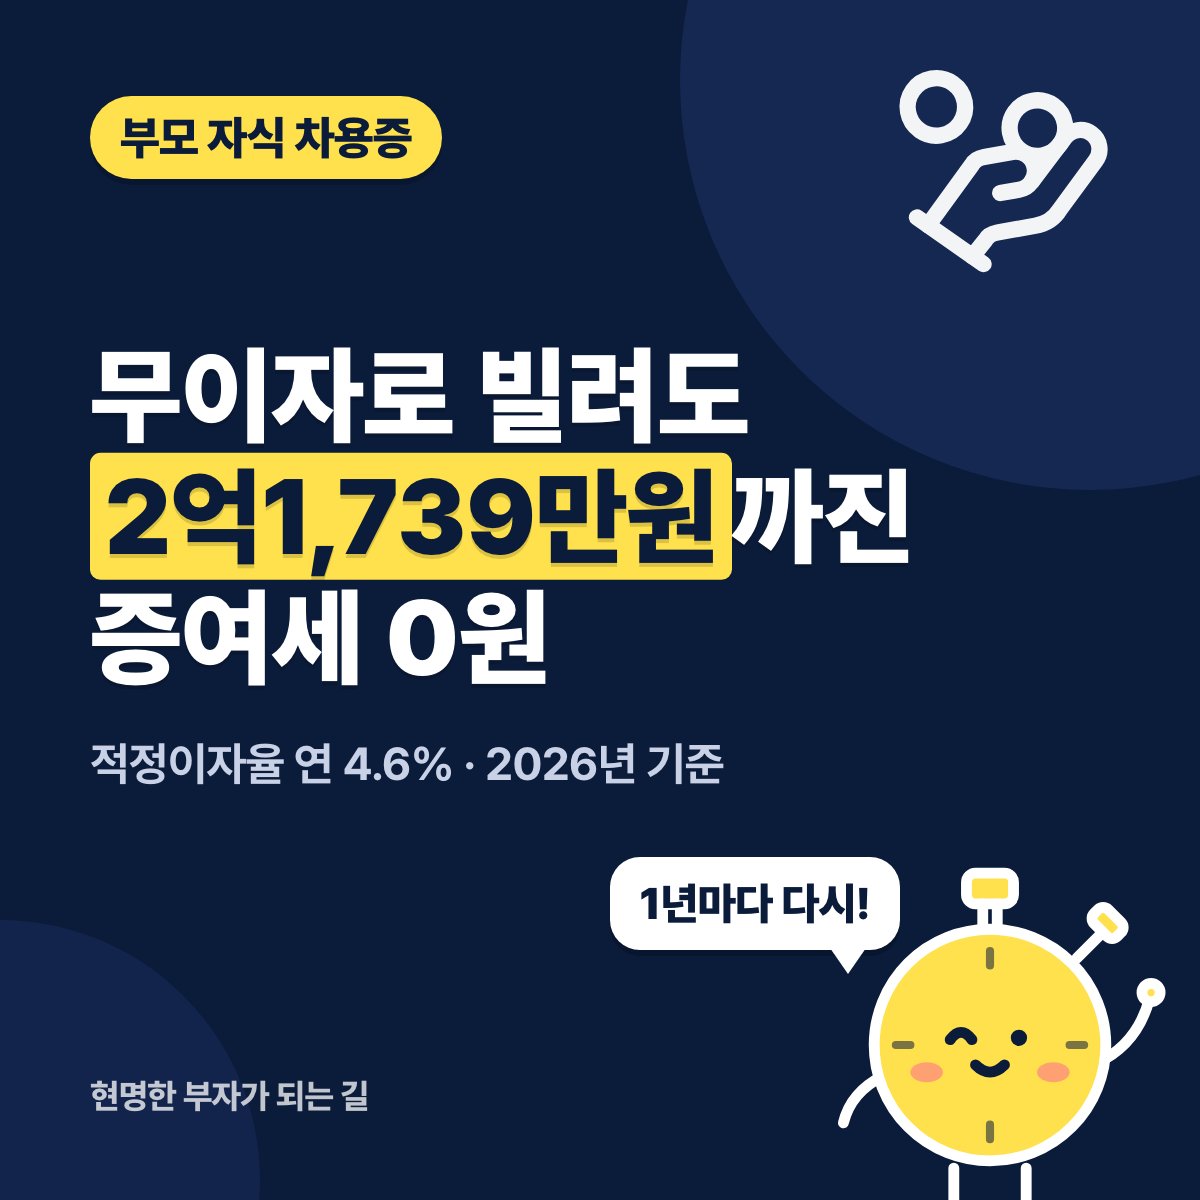 부모 자식 차용증
무이자로 빌려도
2억1,739만원까진
증여세 0원
적정이자율 연 4.6% · 2026년 기준
1년마다 다시!
현명한 부자가 되는 길